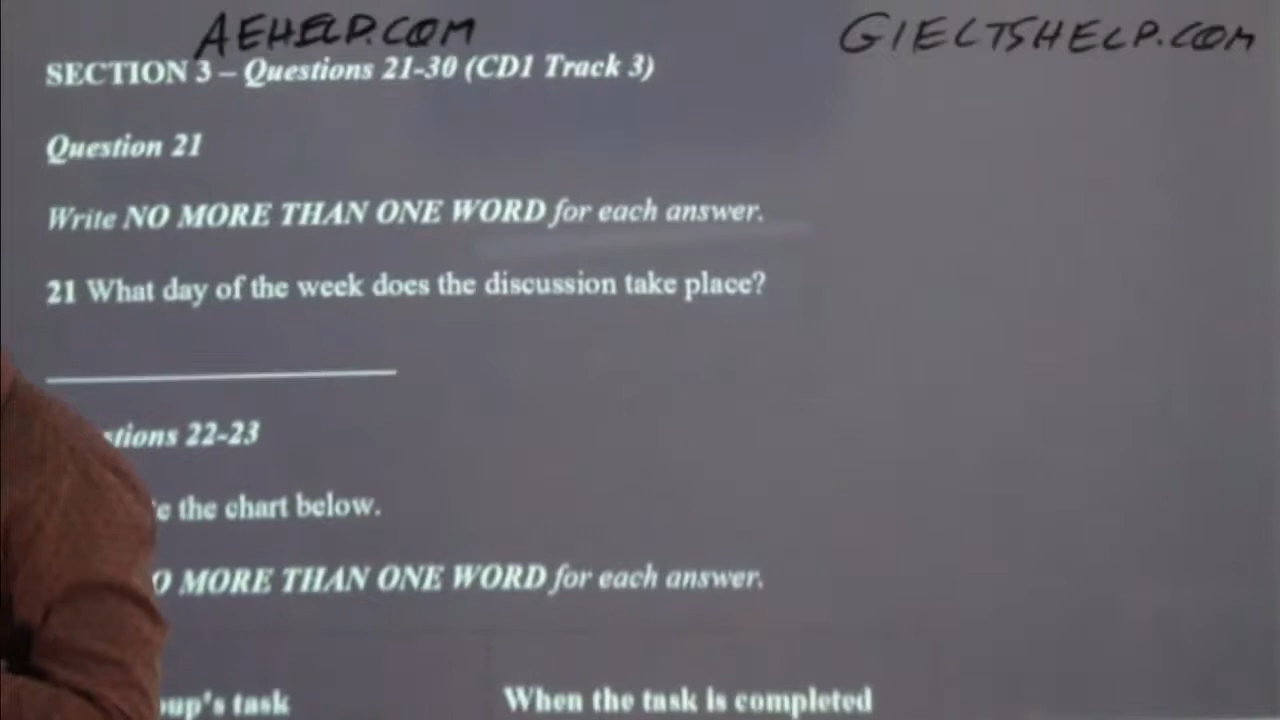 AEHELP.COM GIELTSHELP.COM
SECTION 3 – Questions 21-30 (CD1 Track 3)
Question 21
Write NO MORE THAN ONE WORD for each answer.
21 What day of the week does the discussion take place?
22-23
the chart below.
MORE THAN ONE WORD for each answer.
task When the task is completed